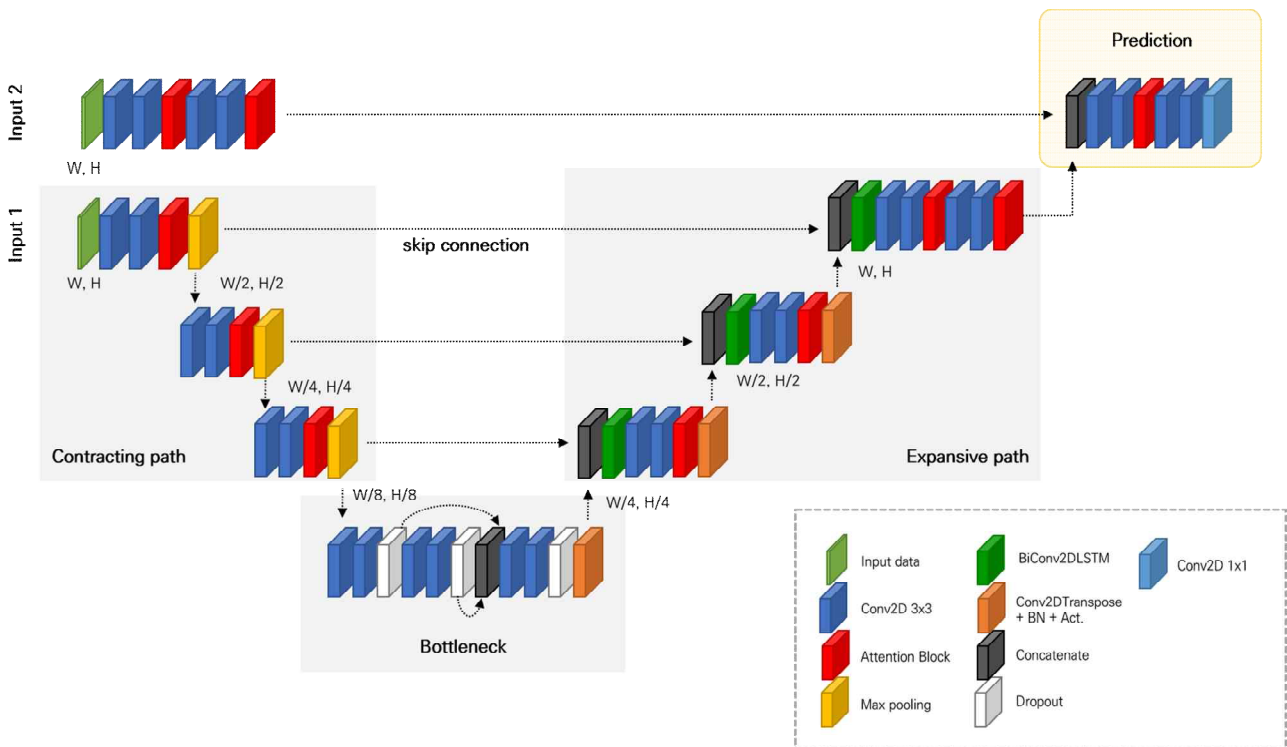 Prediction
Input 2
W, H
Input 1
skip connection
W, H
W/2, H/2
W, H
W/4, H/4
W/2, H/2
Contracting path
Expansive path
W/8, H/8
W/4, H/4
Bottleneck
Input data
BiConv2DLSTM
Conv2D 1x1
Conv2D 3x3
Conv2DTranspose
+ BN + Act.
Attention Block
Concatenate
Max pooling
Dropout